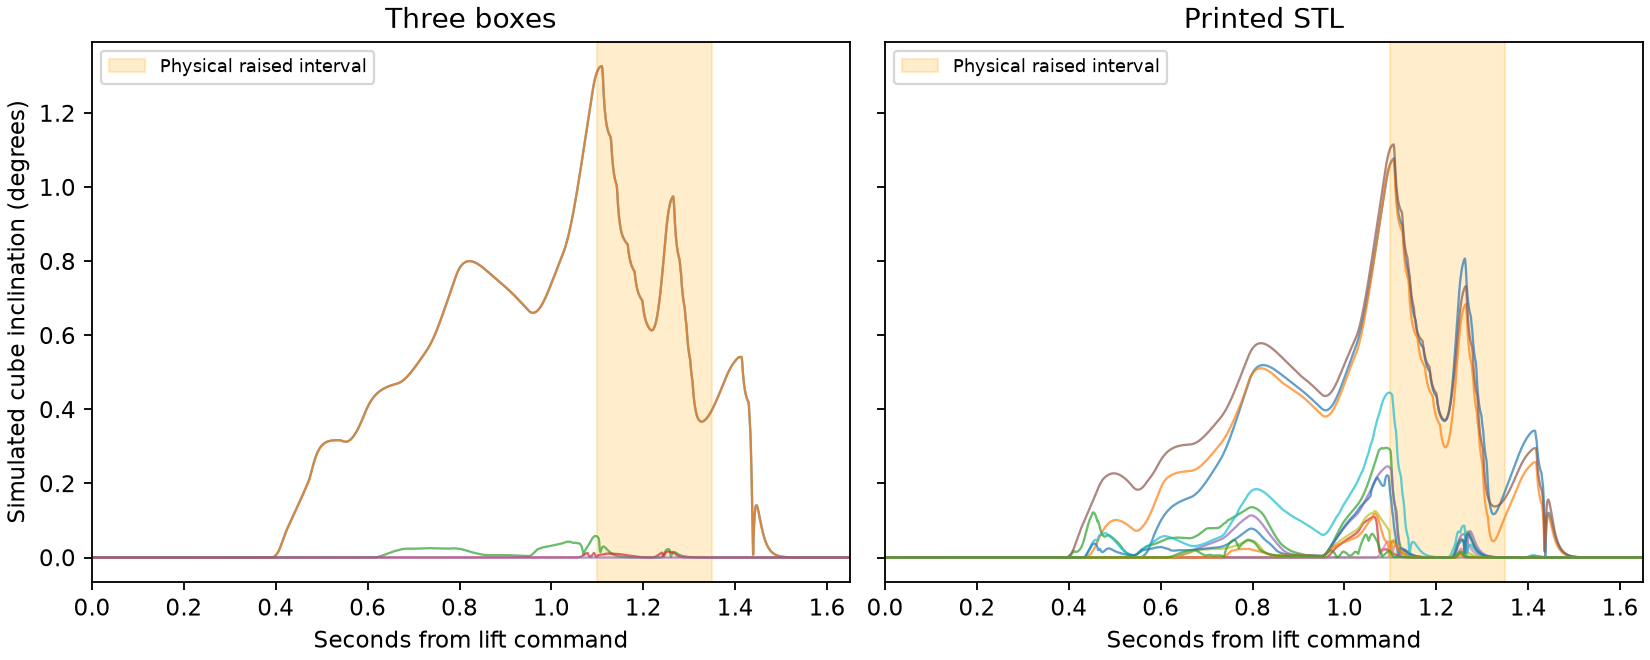 Three boxes
Printed STL
Physical raised interval
Physical raised interval
Simulated cube inclination (degrees)
1.2
1.0
0.8
0.6
0.4
0.2
0.0
0.0 0.2 0.4 0.6 0.8 1.0 1.2 1.4 1.6
0.0 0.2 0.4 0.6 0.8 1.0 1.2 1.4 1.6
Seconds from lift command
Seconds from lift command